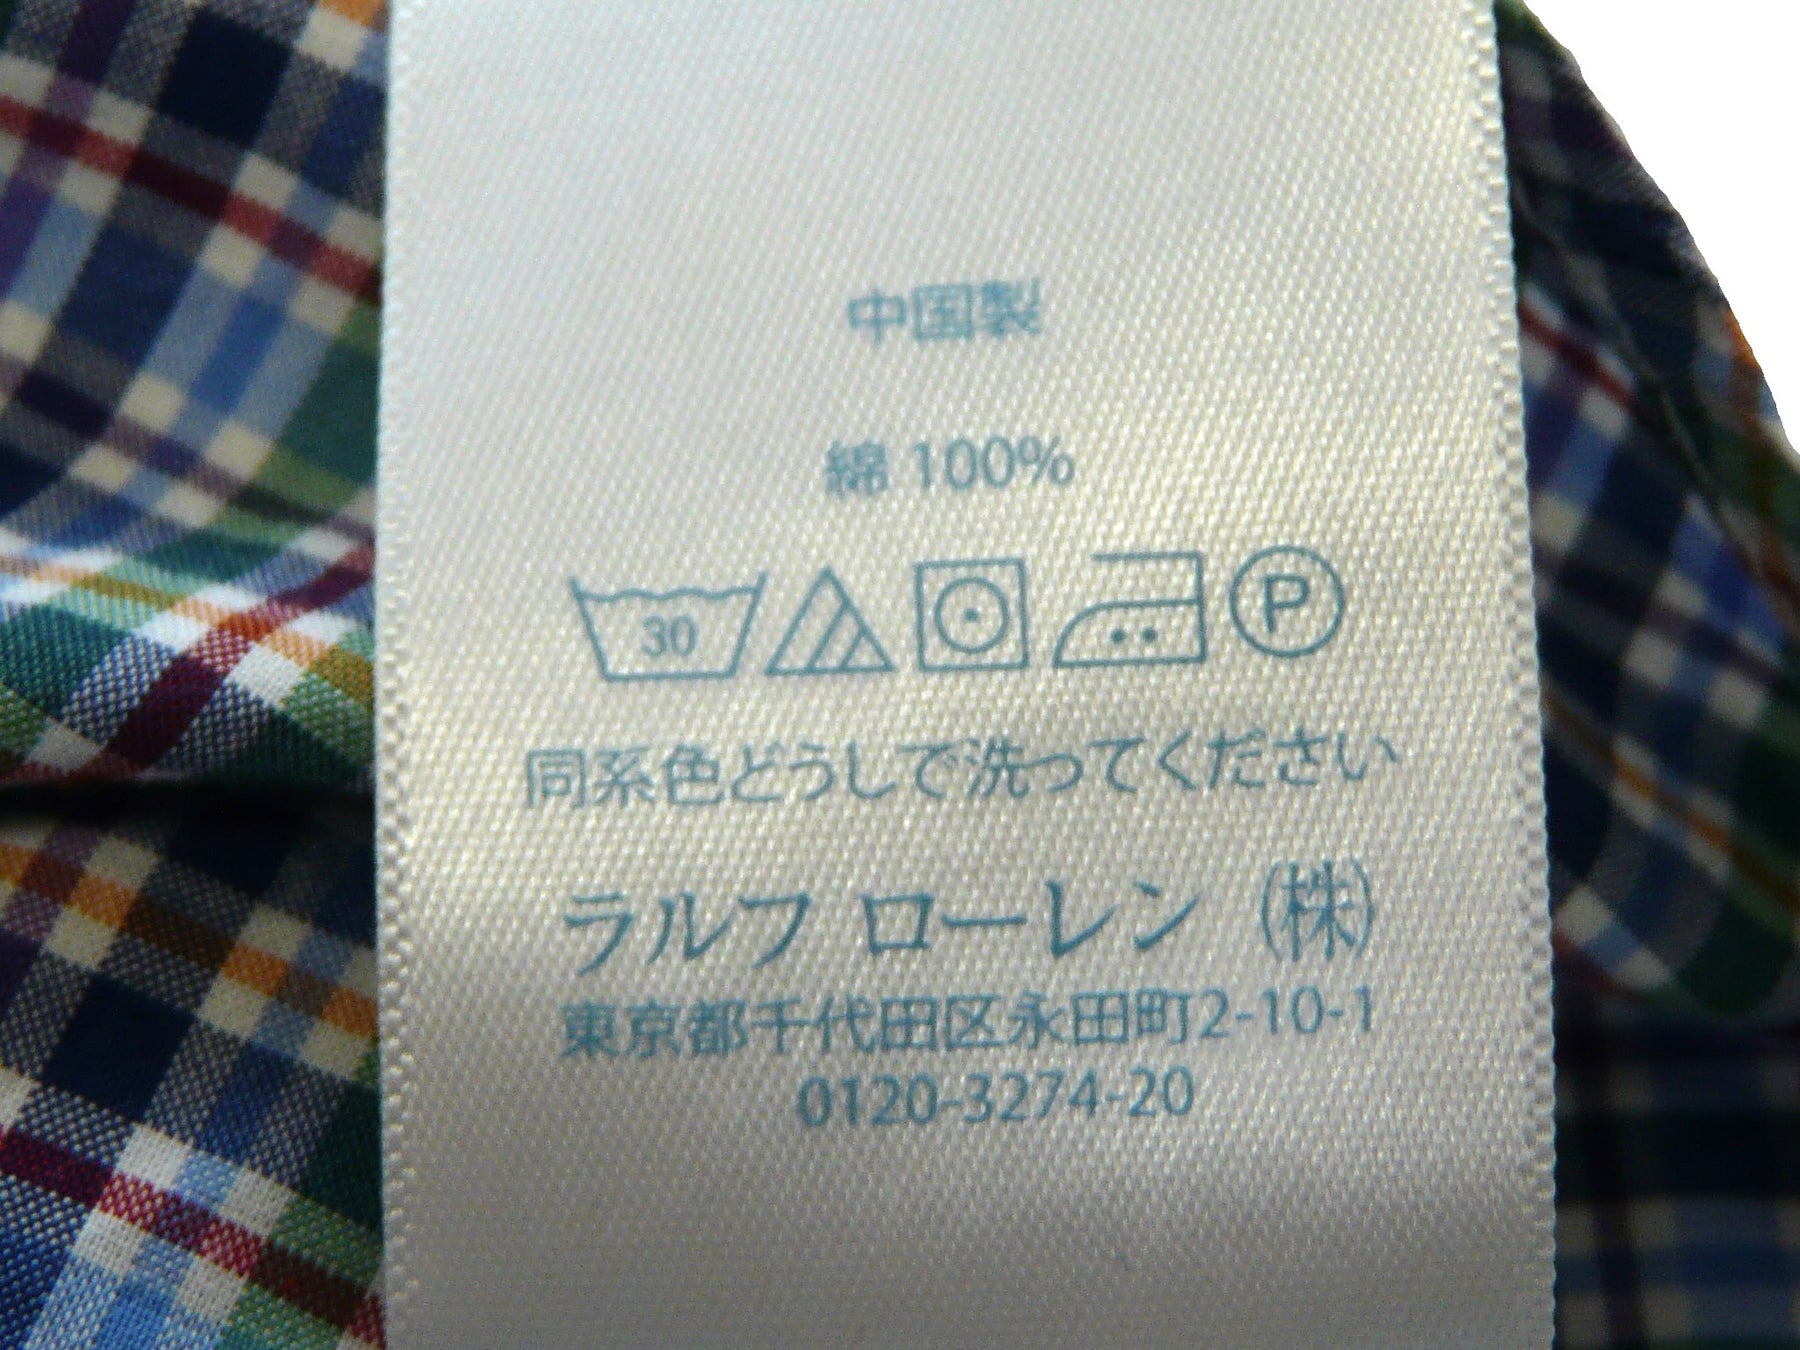 中国製
綿 100%
30 P
同系色どうしで洗ってください
ラルフ ローレン (株)
東京都千代田区永田町2-10-1
0120-3274-20